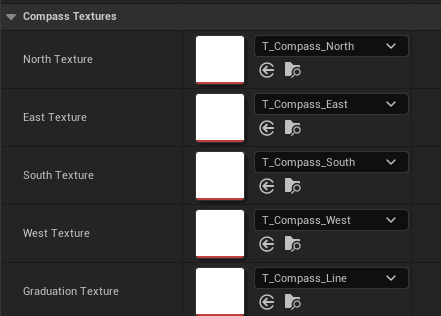 Compass Textures
North Texture
T_Compass_North
East Texture
T_Compass_East
South Texture
T_Compass_South
West Texture
T_Compass_West
Graduation Texture
T_Compass_Line